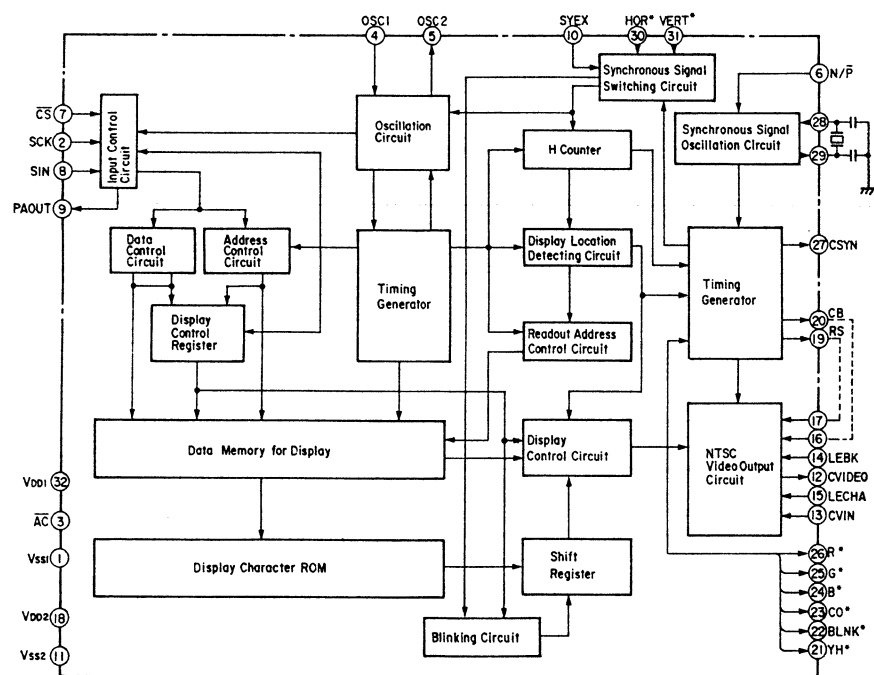 OSC1 OSC2 SYEX HOR* VERT*
4 5 10 30 31
6 N/P̅
Synchronous Signal
Switching Circuit
C̅S̅ 7
SCK 2
SIN 8
PAOUT 9
Input Control
Circuit
Oscillation
Circuit
H Counter
Synchronous Signal
Oscillation Circuit
28
29
Data
Control
Circuit
Address
Control
Circuit
Timing
Generator
Display Location
Detecting Circuit
Timing
Generator
27 CSYN
Display
Control
Register
Readout Address
Control Circuit
20 CB
19 RS
Data Memory for Display
Display
Control Circuit
NTSC
Video Output
Circuit
17
16
14 LEBK
12 CVIDEO
15 LECHA
13 CVIN
VDD1 32
A̅C̅ 3
VSS1 1
VDD2 18
VSS2 11
Display Character ROM
Shift
Register
Blinking Circuit
26 R*
25 G*
24 B*
23 CO*
22 BLNK*
21 YH*